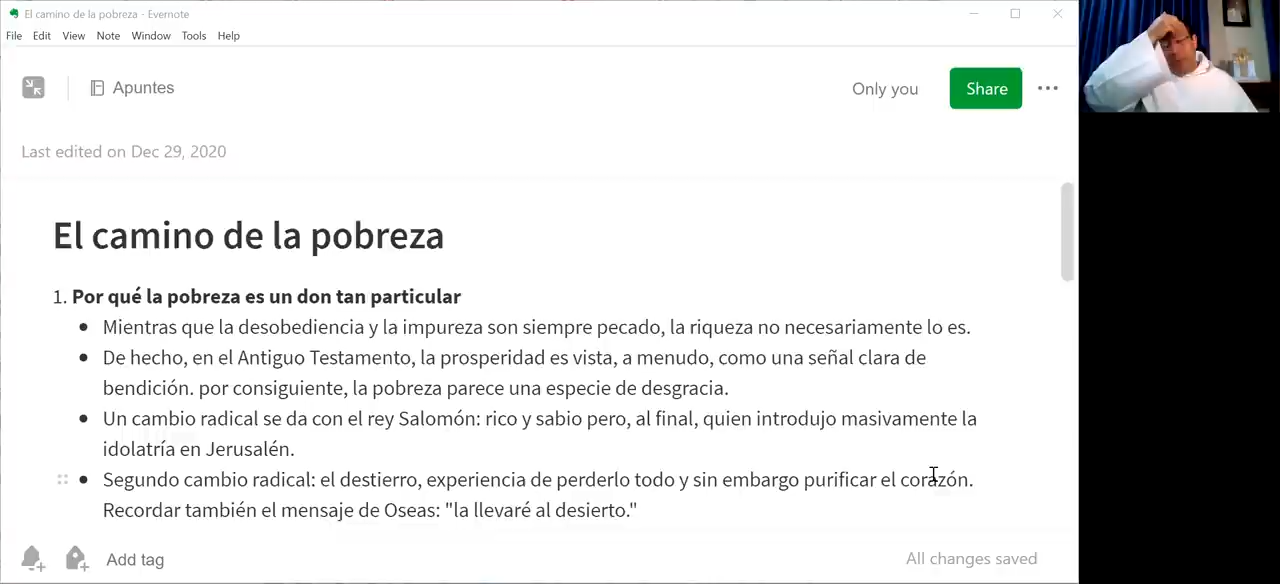 El camino de la pobreza - Evernote
File Edit View Note Window Tools Help
Apuntes
Only you
Share
Last edited on Dec 29, 2020
El camino de la pobreza
1. Por qué la pobreza es un don tan particular
Mientras que la desobediencia y la impureza son siempre pecado, la riqueza no necesariamente lo es.
De hecho, en el Antiguo Testamento, la prosperidad es vista, a menudo, como una señal clara de
bendición. por consiguiente, la pobreza parece una especie de desgracia.
Un cambio radical se da con el rey Salomón: rico y sabio pero, al final, quien introdujo masivamente la
idolatría en Jerusalén.
Segundo cambio radical: el destierro, experiencia de perderlo todo y sin embargo purificar el corazón.
Recordar también el mensaje de Oseas: "la llevaré al desierto."
Add tag
All changes saved